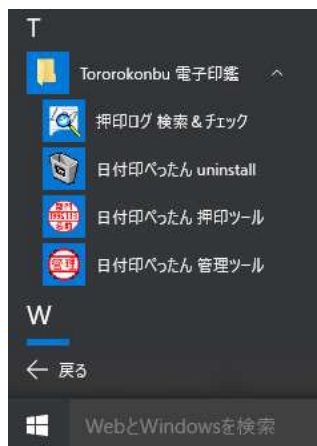 T
Tororokonbu 電子印鑑
押印ログ 検索 & チェック
日付印ぺったん uninstall
日付印ぺったん 押印ツール
管理
日付印ぺったん 管理ツール
W
戻る
WebとWindowsを検索